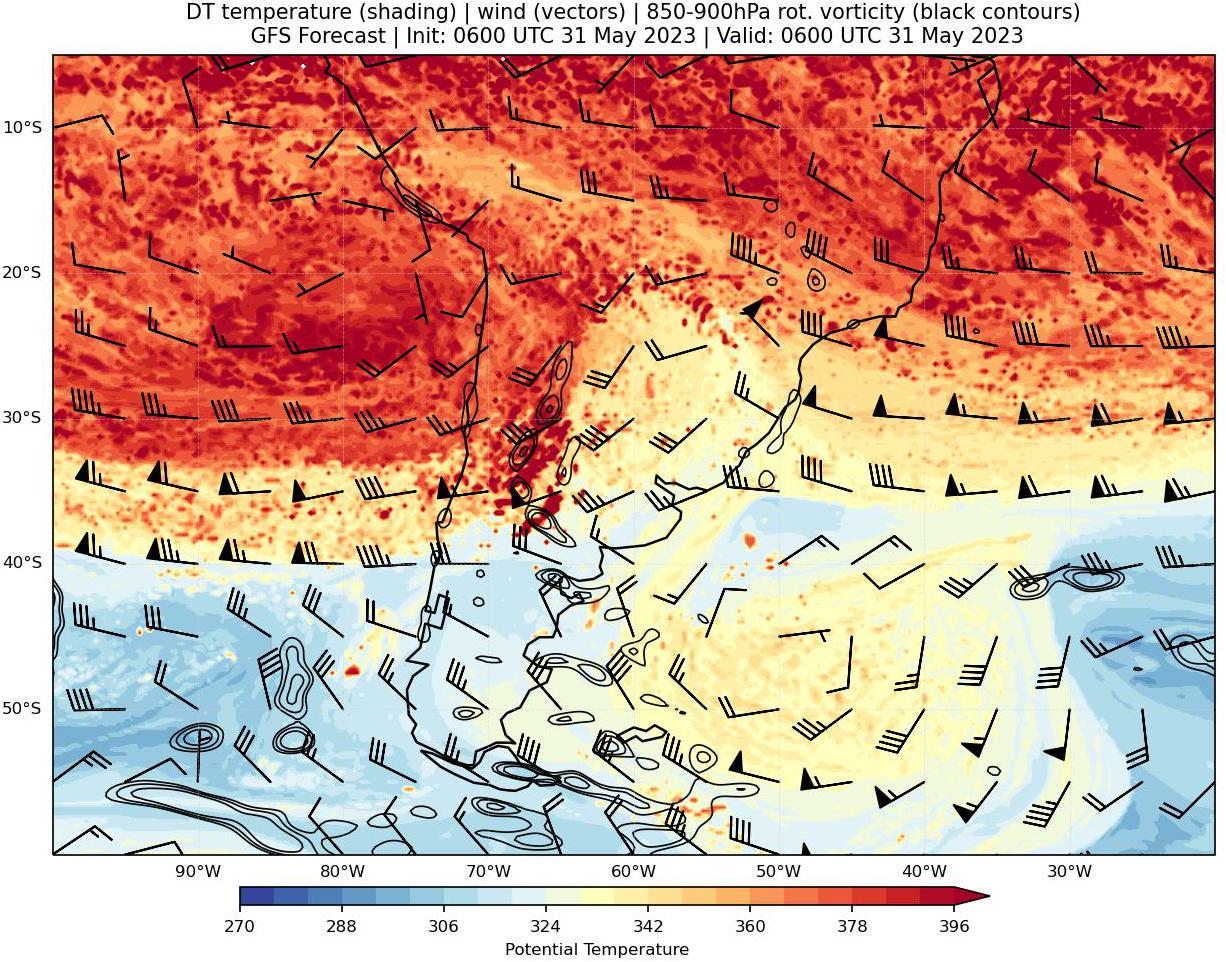 DT temperature (shading) | wind (vectors) | 850-900hPa rot. vorticity (black contours)
GFS Forecast | Init: 0600 UTC 31 May 2023 | Valid: 0600 UTC 31 May 2023
10°S
20°S
30°S
40°S
50°S
90°W 80°W 70°W 60°W 50°W 40°W 30°W
270 288 306 324 342 360 378 396
Potential Temperature